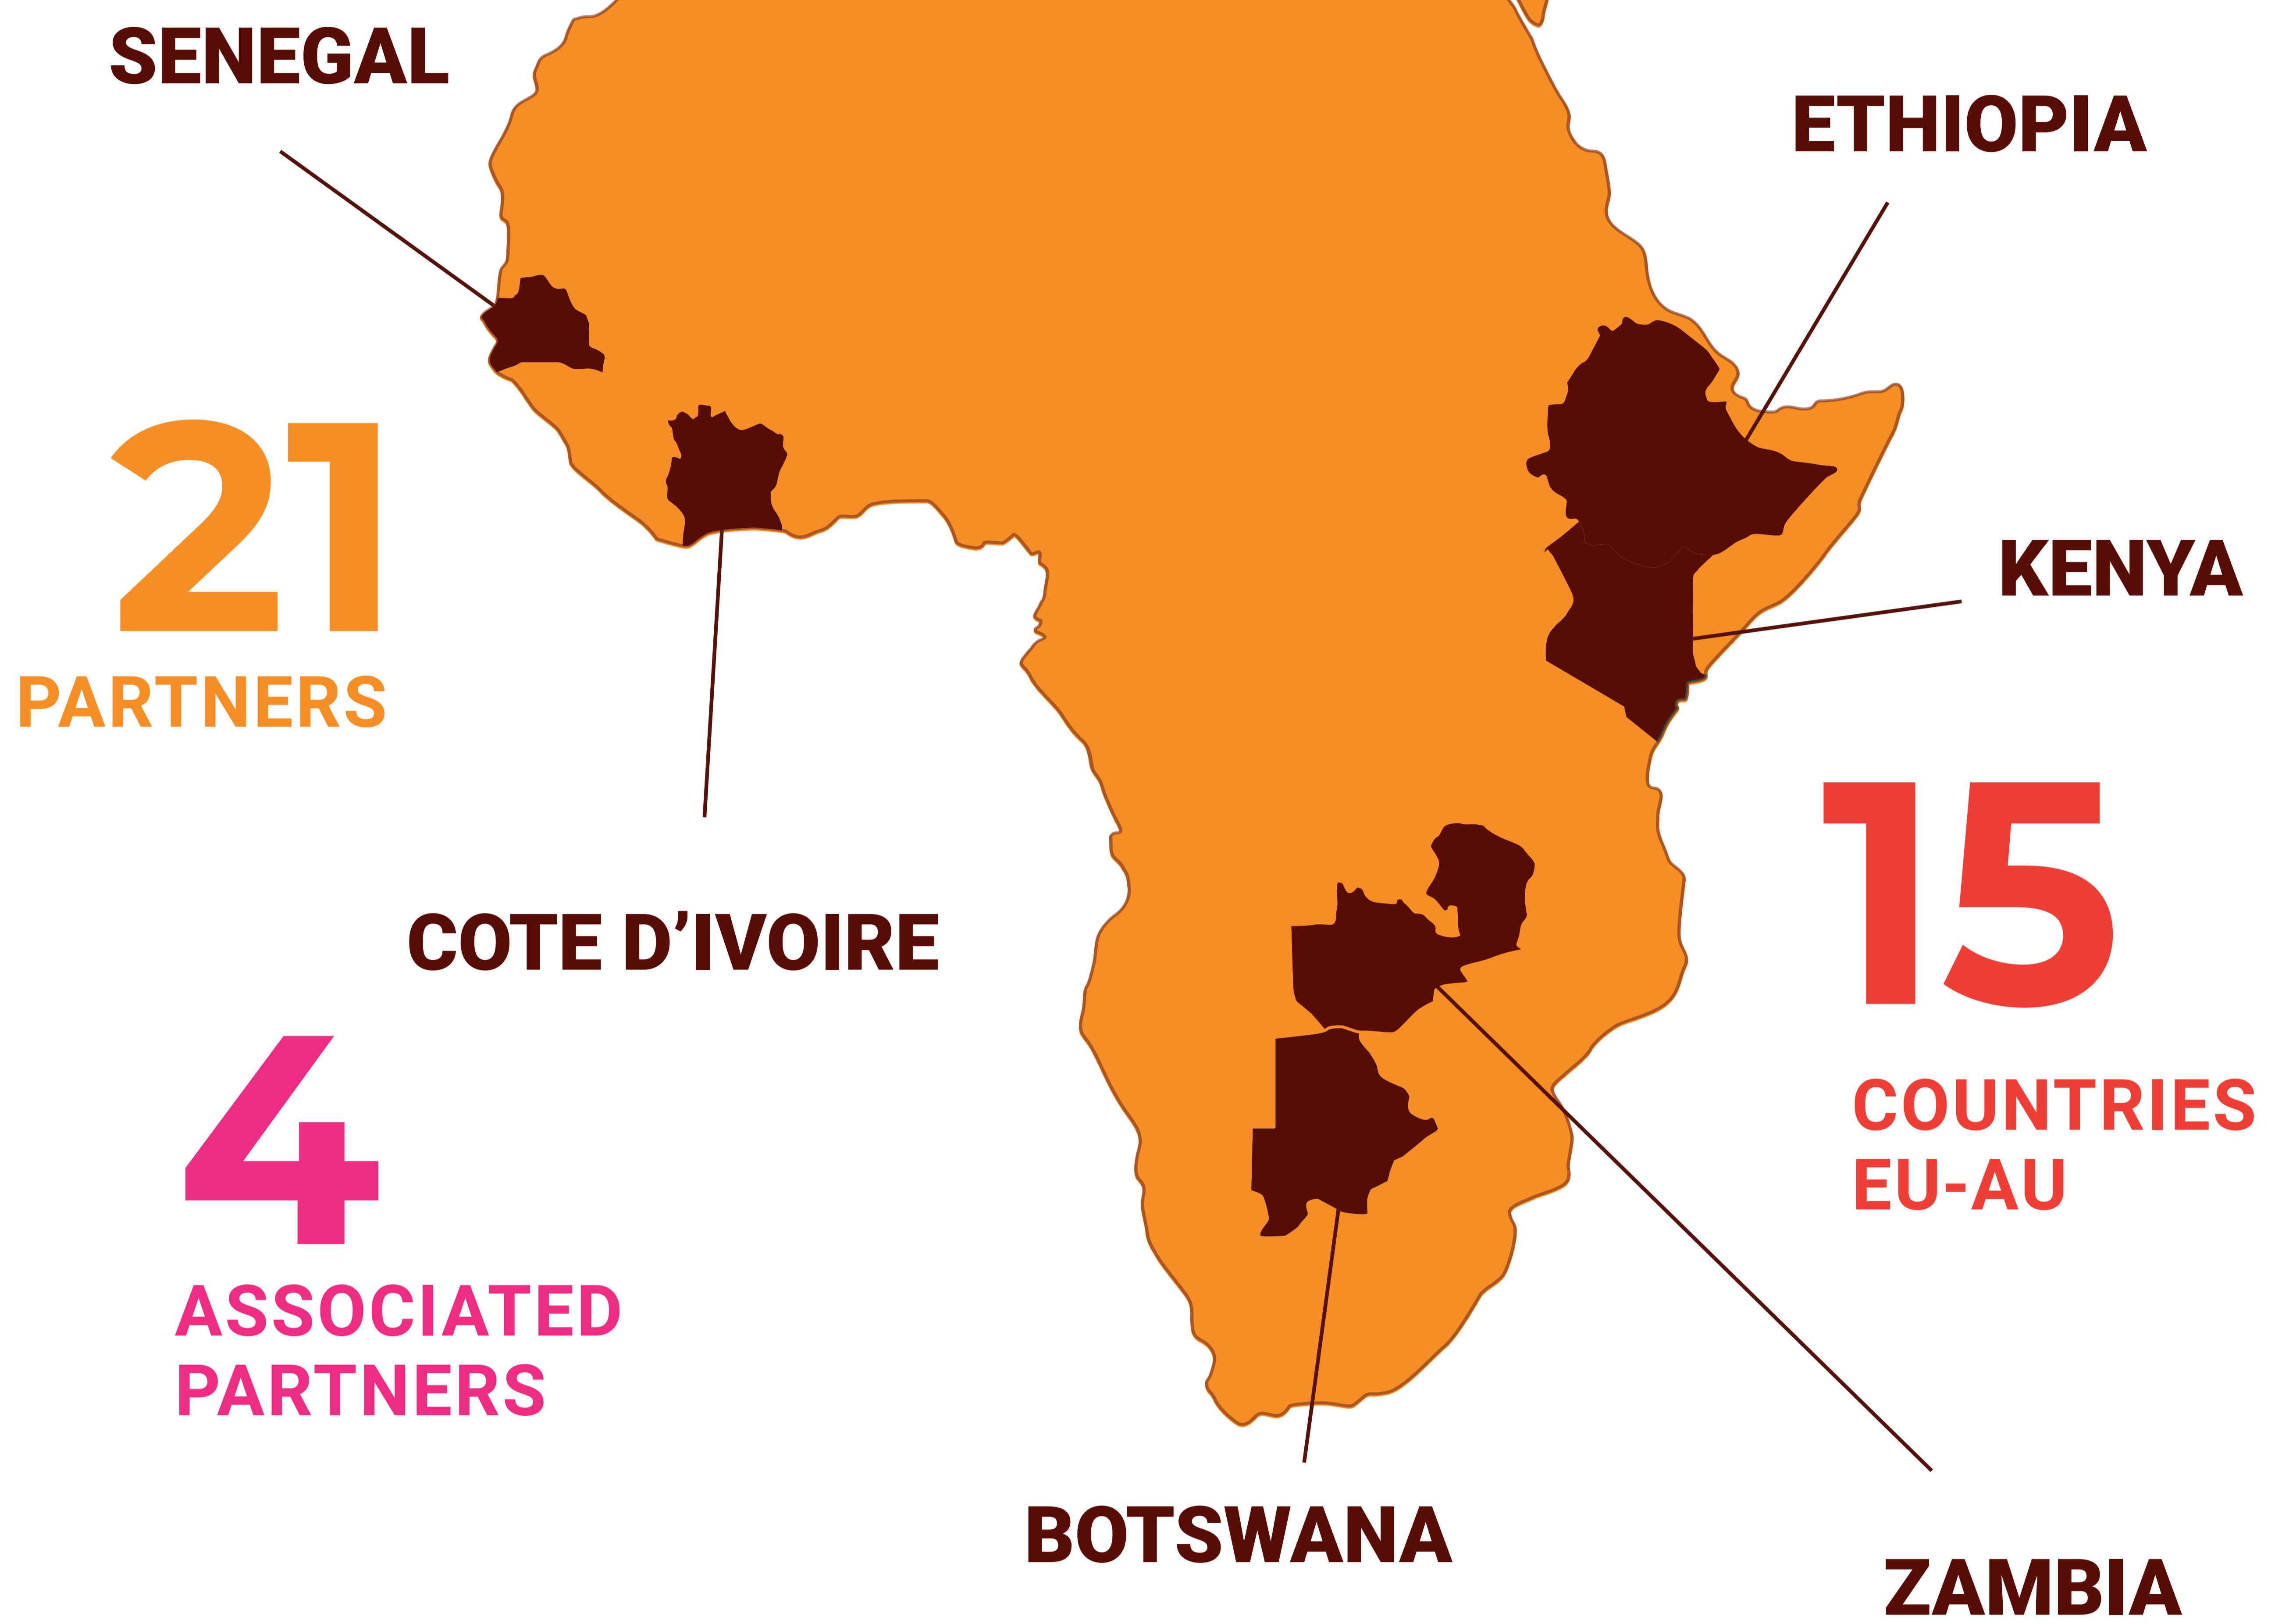 SENEGAL
ETHIOPIA
21
PARTNERS
KENYA
15
COUNTRIES
EU-AU
COTE D’IVOIRE
4
ASSOCIATED
PARTNERS
BOTSWANA
ZAMBIA